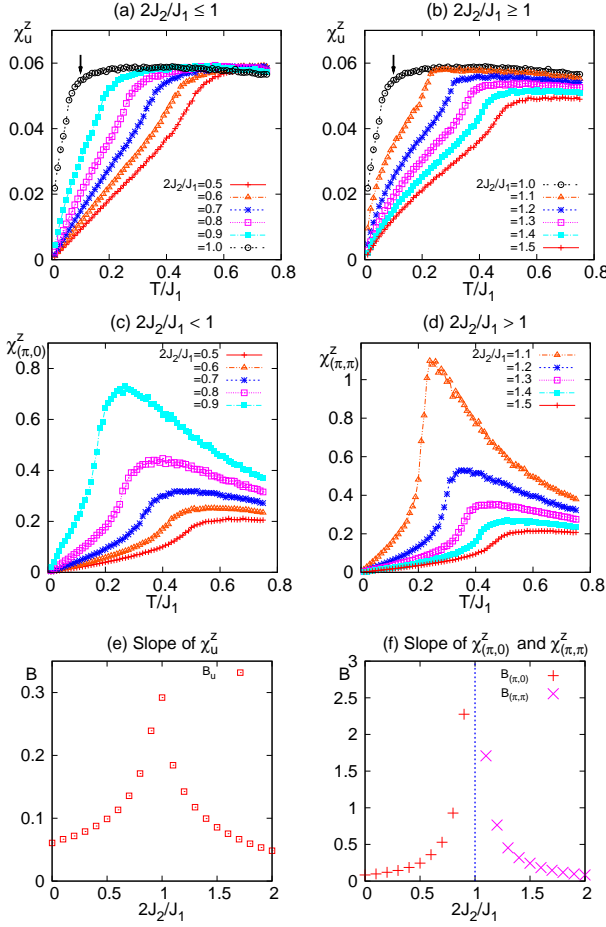 (a) 2J₂/J₁ ≤ 1
χᵤᶻ
0.06
0.04
0.02
0
2J₂/J₁=0.5
=0.6
=0.7
=0.8
=0.9
=1.0
0 0.2 0.4 0.6 0.8
T/J₁
(b) 2J₂/J₁ ≥ 1
χᵤᶻ
0.06
0.04
0.02
0
2J₂/J₁=1.0
=1.1
=1.2
=1.3
=1.4
=1.5
0 0.2 0.4 0.6 0.8
T/J₁
(c) 2J₂/J₁ < 1
χᶻ(π,0)
0.8
0.6
0.4
0.2
0
2J₂/J₁=0.5
=0.6
=0.7
=0.8
=0.9
0 0.2 0.4 0.6 0.8
T/J₁
(d) 2J₂/J₁ > 1
χᶻ(π,π)
1
0.8
0.6
0.4
0.2
0
2J₂/J₁=1.1
=1.2
=1.3
=1.4
=1.5
0 0.2 0.4 0.6 0.8
T/J₁
(e) Slope of χᵤᶻ
B
0.3
0.2
0.1
0
Bᵤ
0 0.5 1 1.5 2
2J₂/J₁
(f) Slope of χᶻ(π,0) and χᶻ(π,π)
B
3
2.5
2
1.5
1
0.5
0
B(π,0)
B(π,π)
0 0.5 1 1.5 2
2J₂/J₁